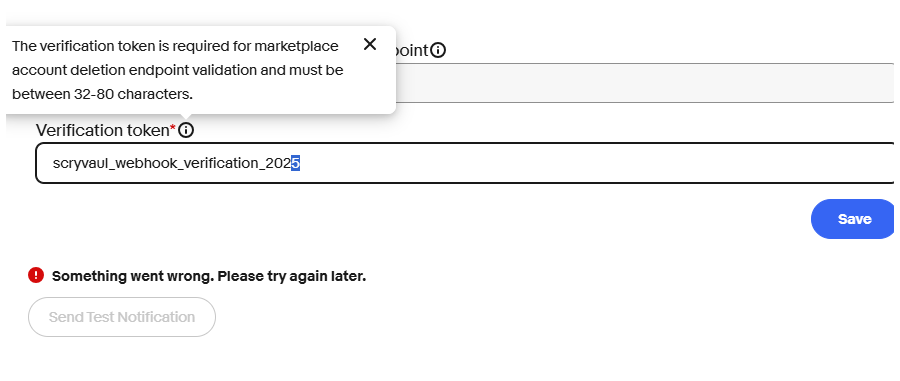 The verification token is required for marketplace
account deletion endpoint validation and must be
between 32-80 characters.
oint
Verification token*
scryvaul_webhook_verification_2025
Save
Something went wrong. Please try again later.
Send Test Notification